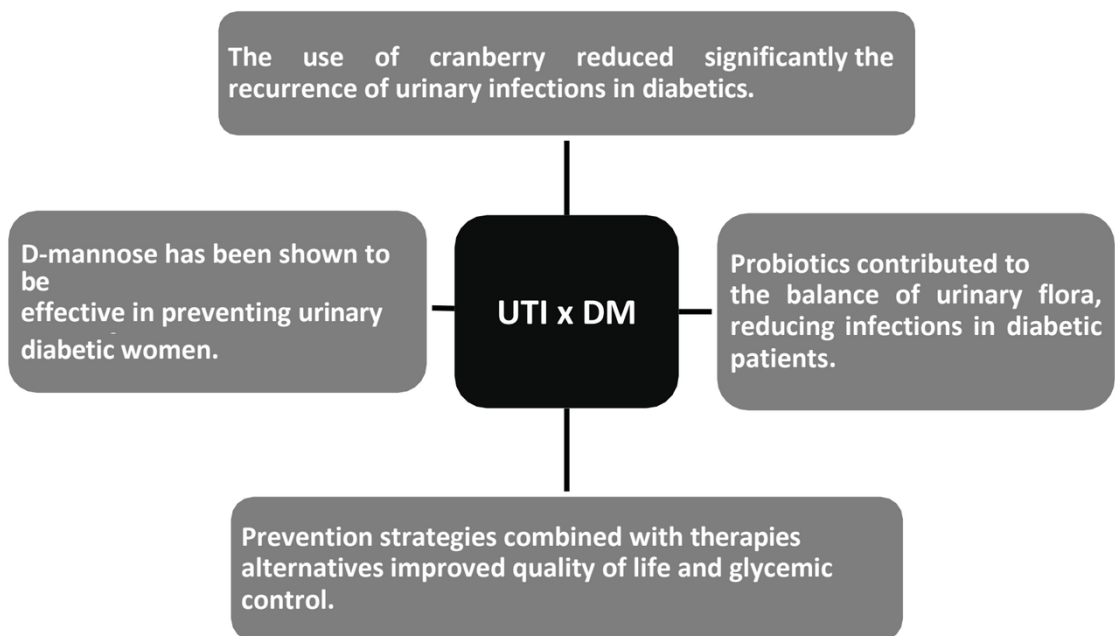 The use of cranberry reduced significantly the
recurrence of urinary infections in diabetics.
D-mannose has been shown to
be
effective in preventing urinary
diabetic women.
UTI x DM
Probiotics contributed to
the balance of urinary flora,
reducing infections in diabetic
patients.
Prevention strategies combined with therapies
alternatives improved quality of life and glycemic
control.